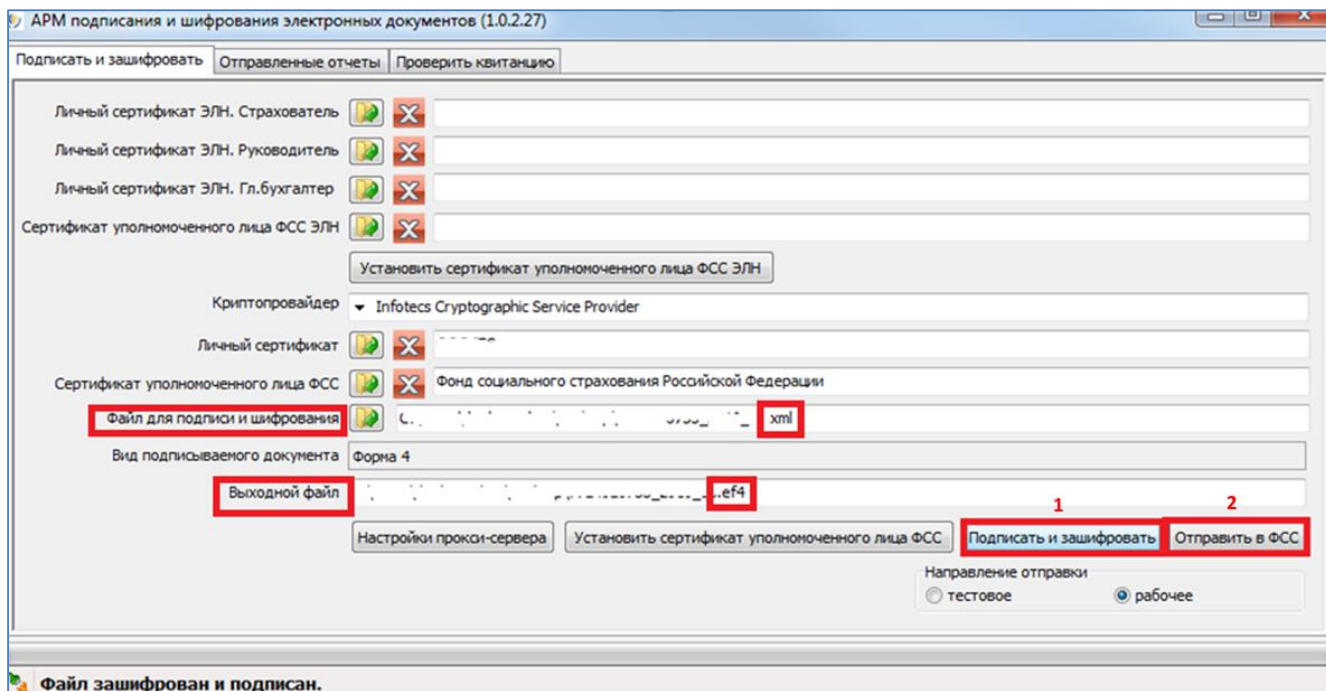 АРМ подписания и шифрования электронных документов (1.0.2.27)
Подписать и зашифровать Отправленные отчеты Проверить квитанцию
Личный сертификат ЭЛН. Страхователь
Личный сертификат ЭЛН. Руководитель
Личный сертификат ЭЛН. Гл.бухгалтер
Сертификат уполномоченного лица ФСС ЭЛН
Установить сертификат уполномоченного лица ФСС ЭЛН
Криптопровайдер Infotecs Cryptographic Service Provider
Личный сертификат
Сертификат уполномоченного лица ФСС Фонд социального страхования Российской Федерации
Файл для подписи и шифрования xml
Вид подписываемого документа Форма 4
Выходной файл .ef4
1 2
Настройки прокси-сервера Установить сертификат уполномоченного лица ФСС Подписать и зашифровать Отправить в ФСС
Направление отправки
тестовое рабочее
Файл зашифрован и подписан.